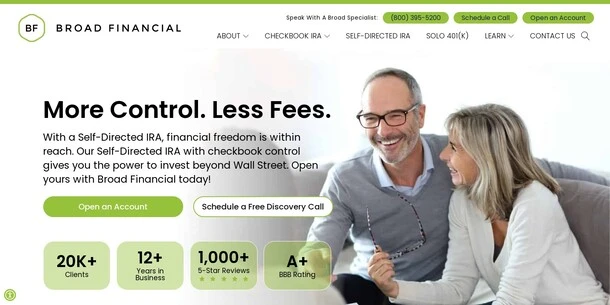 Speak With A Broad Specialist: (800) 395-5200 Schedule a Call Open an Account
BF BROAD FINANCIAL
ABOUT CHECKBOOK IRA SELF-DIRECTED IRA SOLO 401(K) LEARN CONTACT US
More Control. Less Fees.
With a Self-Directed IRA, financial freedom is within
reach. Our Self-Directed IRA with checkbook control
gives you the power to invest beyond Wall Street. Open
yours with Broad Financial today!
Open an Account Schedule a Free Discovery Call
20K+
Clients
12+
Years in
Business
1,000+
5-Star Reviews
A+
BBB Rating